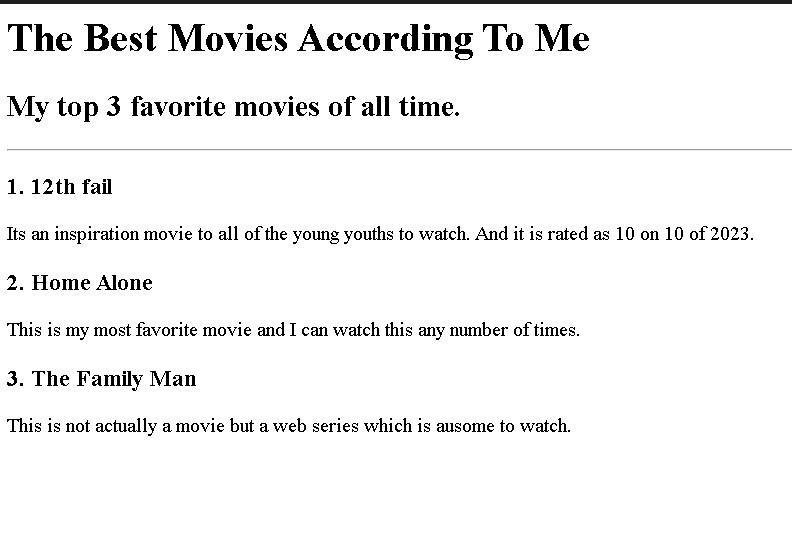 The Best Movies According To Me
My top 3 favorite movies of all time.
1. 12th fail
Its an inspiration movie to all of the young youths to watch. And it is rated as 10 on 10 of 2023.
2. Home Alone
This is my most favorite movie and I can watch this any number of times.
3. The Family Man
This is not actually a movie but a web series which is ausome to watch.